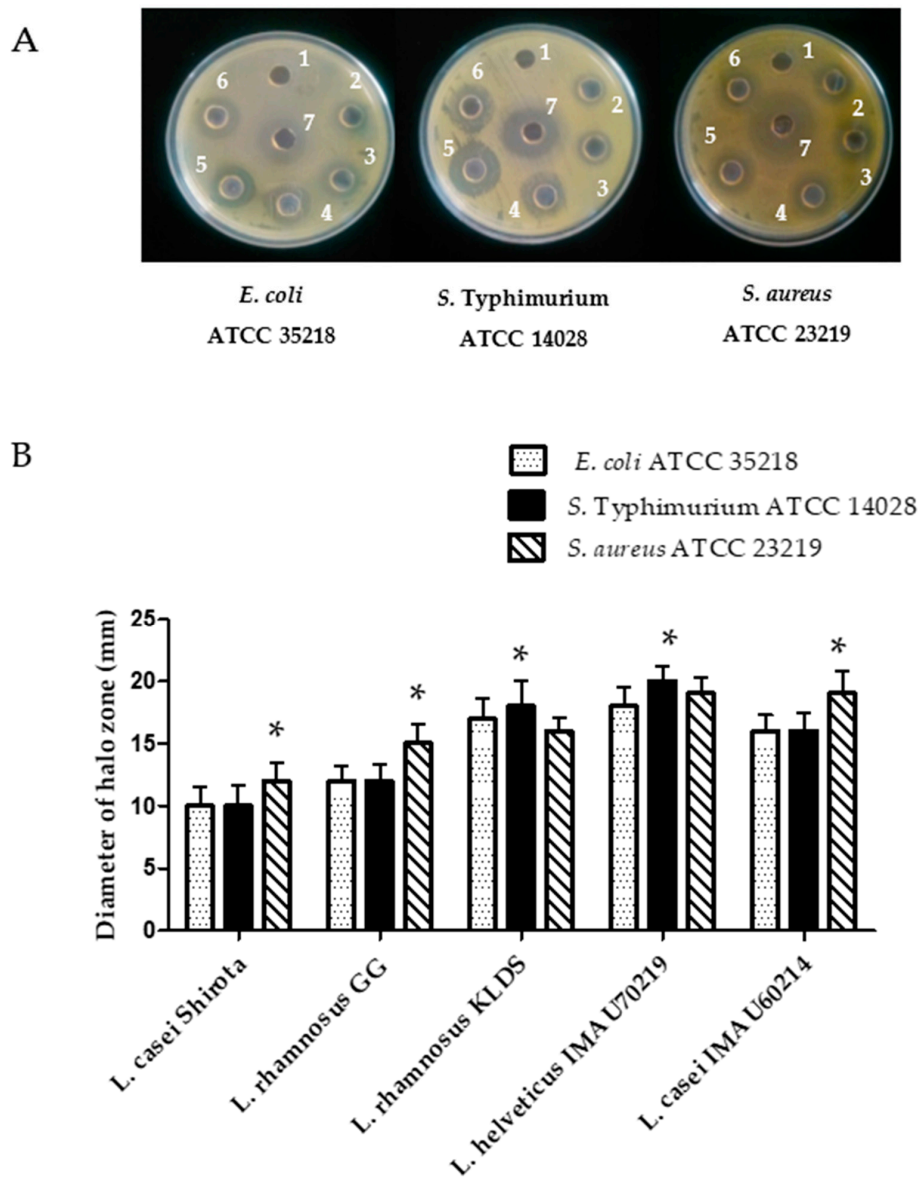 A
1
2
3
4
5
6
7
1
2
3
4
5
6
7
1
2
3
4
5
6
7
E. coli
ATCC 35218
S. Typhimurium
ATCC 14028
S. aureus
ATCC 23219
B
E. coli ATCC 35218
S. Typhimurium ATCC 14028
S. aureus ATCC 23219
Diameter of halo zone (mm)
25
20
15
10
5
0
*
*
*
*
*
L. casei Shirota
L. rhamnosus GG
L. rhamnosus KLDS
L. helveticus IMAU70219
L. casei IMAU60214